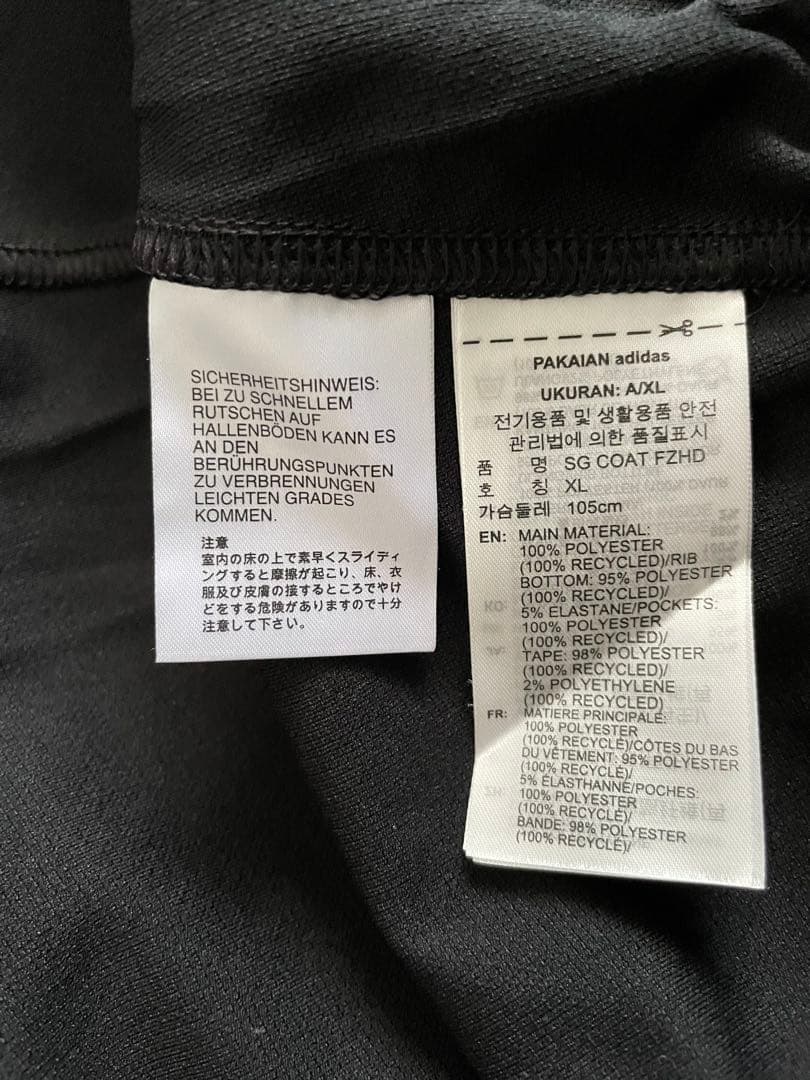 SICHERHEITSHINWEIS:
BEI ZU SCHNELLEM
RUTSCHEN AUF
HALLENBÖDEN KANN ES
AN DEN
BERÜHRUNGSPUNKTEN
ZU VERBRENNUNGEN
LEICHTEN GRADES
KOMMEN.
注意
室内の床の上で素早くスライディ
ングすると摩擦が起こり、床、衣
服及び皮膚の接するところでやけ
どをする危険がありますので十分
注意して下さい。
PAKAIAN adidas
UKURAN: A/XL
전기용품 및 생활용품 안전
관리법에 의한 품질표시
품 명 SG COAT FZHD
호 칭 XL
가슴둘레 105cm
EN: MAIN MATERIAL:
100% POLYESTER
(100% RECYCLED)/RIB
BOTTOM: 95% POLYESTER
(100% RECYCLED)/
5% ELASTANE/POCKETS:
100% POLYESTER
(100% RECYCLED)/
TAPE: 98% POLYESTER
(100% RECYCLED)/
2% POLYETHYLENE
(100% RECYCLED)
FR: MATIERE PRINCIPALE:
100% POLYESTER
(100% RECYCLÉ)/CÔTES DU BAS
DU VÊTEMENT: 95% POLYESTER
(100% RECYCLÉ)/
5% ÉLASTHANNE/POCHES:
100% POLYESTER
(100% RECYCLÉ)/
BANDE: 98% POLYESTER
(100% RECYCLÉ)/